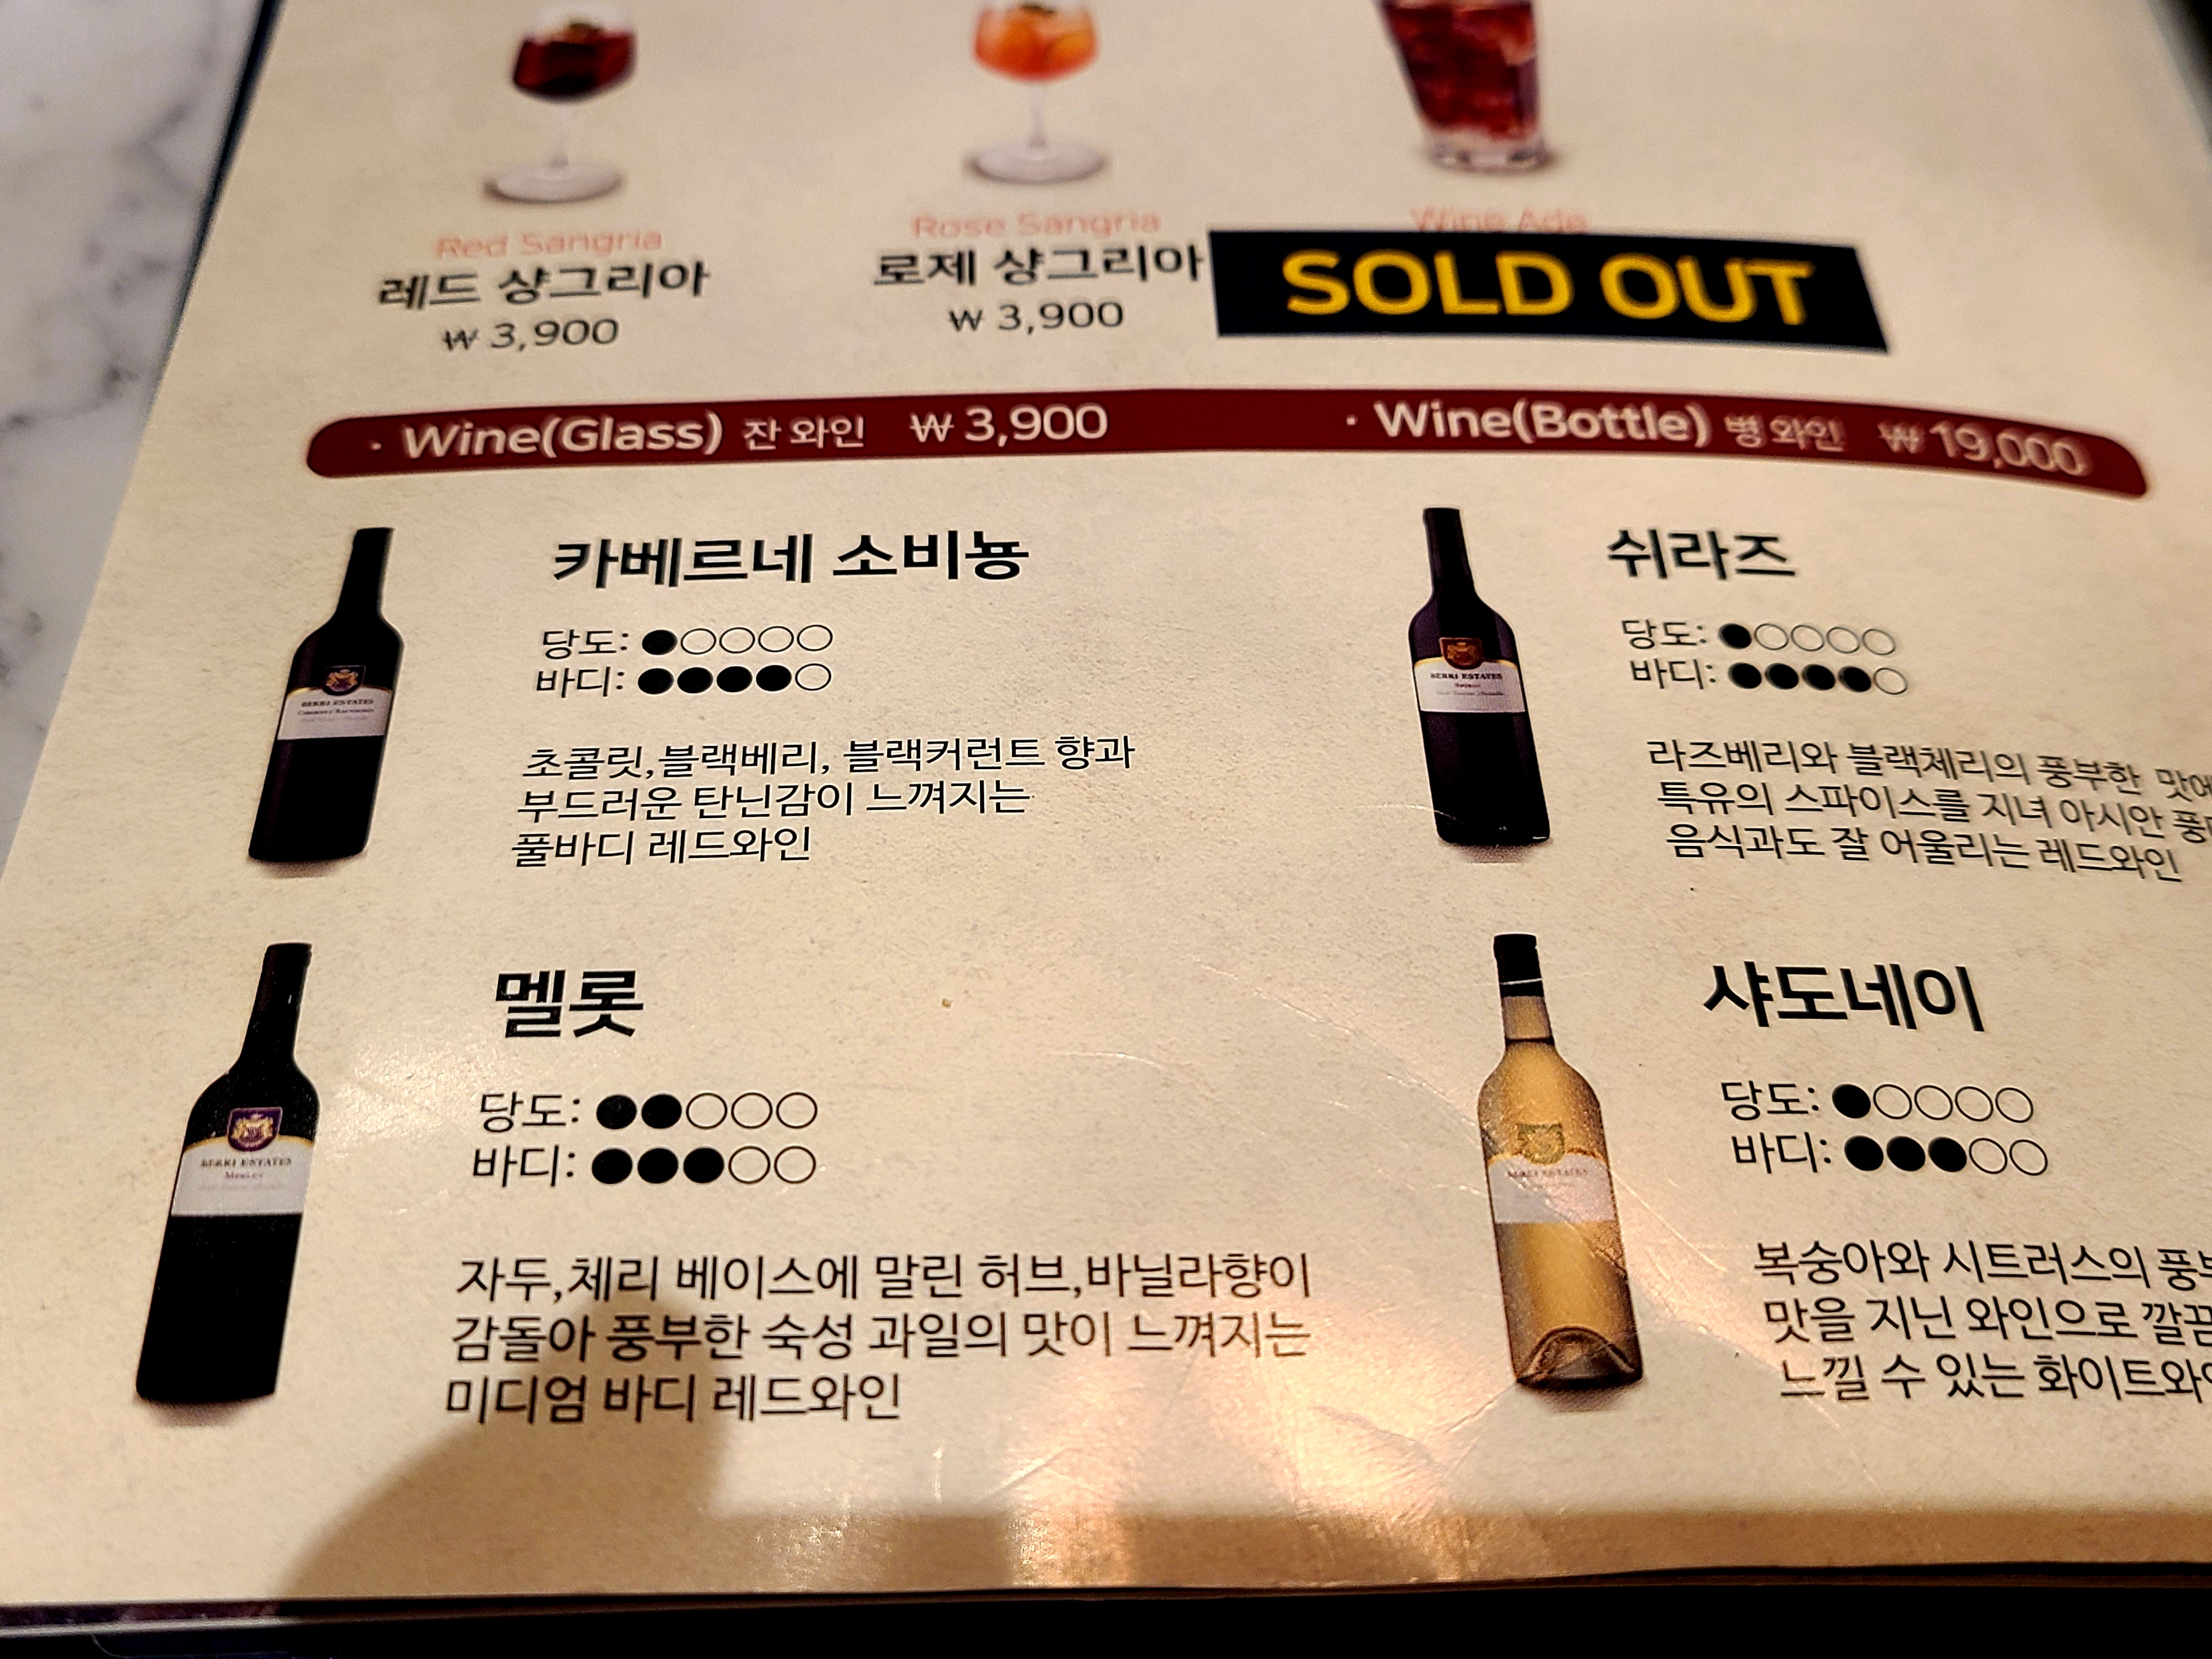 Red Sangria
레드 샹그리아
₩ 3,900
Rose Sangria
로제 샹그리아
₩ 3,900
Wine Ade
SOLD OUT
· Wine(Glass) 잔 와인 ₩ 3,900
· Wine(Bottle) 병 와인 ₩ 19,000
BERRI ESTATES
카베르네 소비뇽
당도: ●○○○○
바디: ●●●●○
초콜릿,블랙베리, 블랙커런트 향과
부드러운 탄닌감이 느껴지는
풀바디 레드와인
BERRI ESTATES
쉬라즈
당도: ●○○○○
바디: ●●●●○
라즈베리와 블랙체리의 풍부한 맛에
특유의 스파이스를 지녀 아시안
음식과도 잘 어울리는 레드와인
BERRI ESTATES
멜롯
당도: ●●○○○
바디: ●●●○○
자두,체리 베이스에 말린 허브,바닐라향이
감돌아 풍부한 숙성 과일의 맛이 느껴지는
미디엄 바디 레드와인
샤도네이
당도: ●○○○○
바디: ●●●○○
복숭아와 시트러스의
맛을 지닌 와인으로
느낄 수 있는